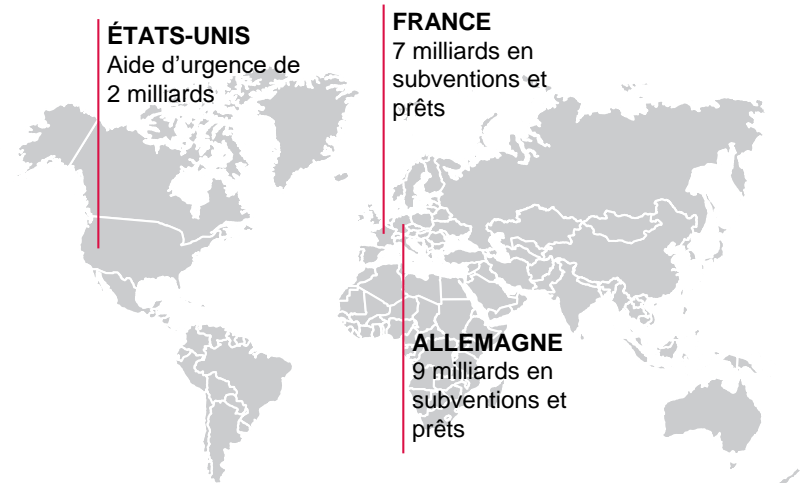 ÉTATS-UNIS
Aide d’urgence de
2 milliards
FRANCE
7 milliards en
subventions et
prêts
ALLEMAGNE
9 milliards en
subventions et
prêts